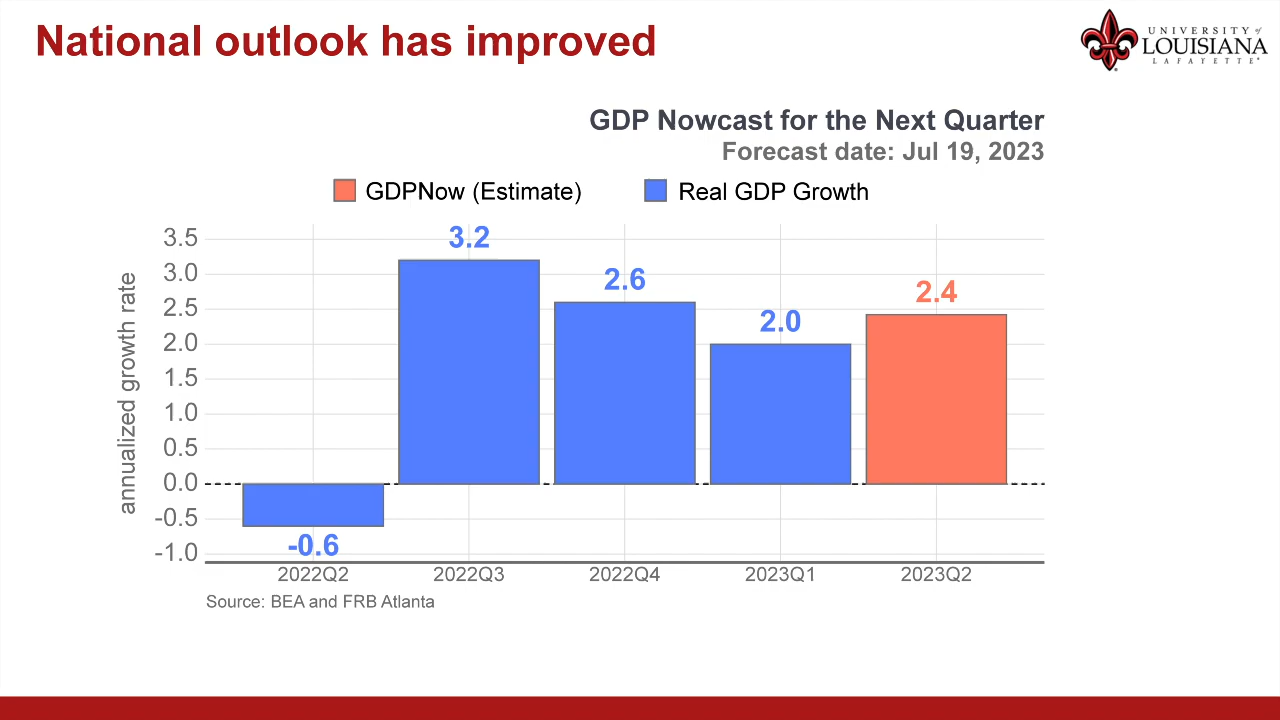 National outlook has improved
UNIVERSITY of
LOUISIANA
LAFAYETTE
GDP Nowcast for the Next Quarter
Forecast date: Jul 19, 2023
GDPNow (Estimate)
Real GDP Growth
annualized growth rate
3.5
3.0
2.5
2.0
1.5
1.0
0.5
0.0
-0.5
-1.0
-0.6
3.2
2.6
2.0
2.4
2022Q2
2022Q3
2022Q4
2023Q1
2023Q2
Source: BEA and FRB Atlanta